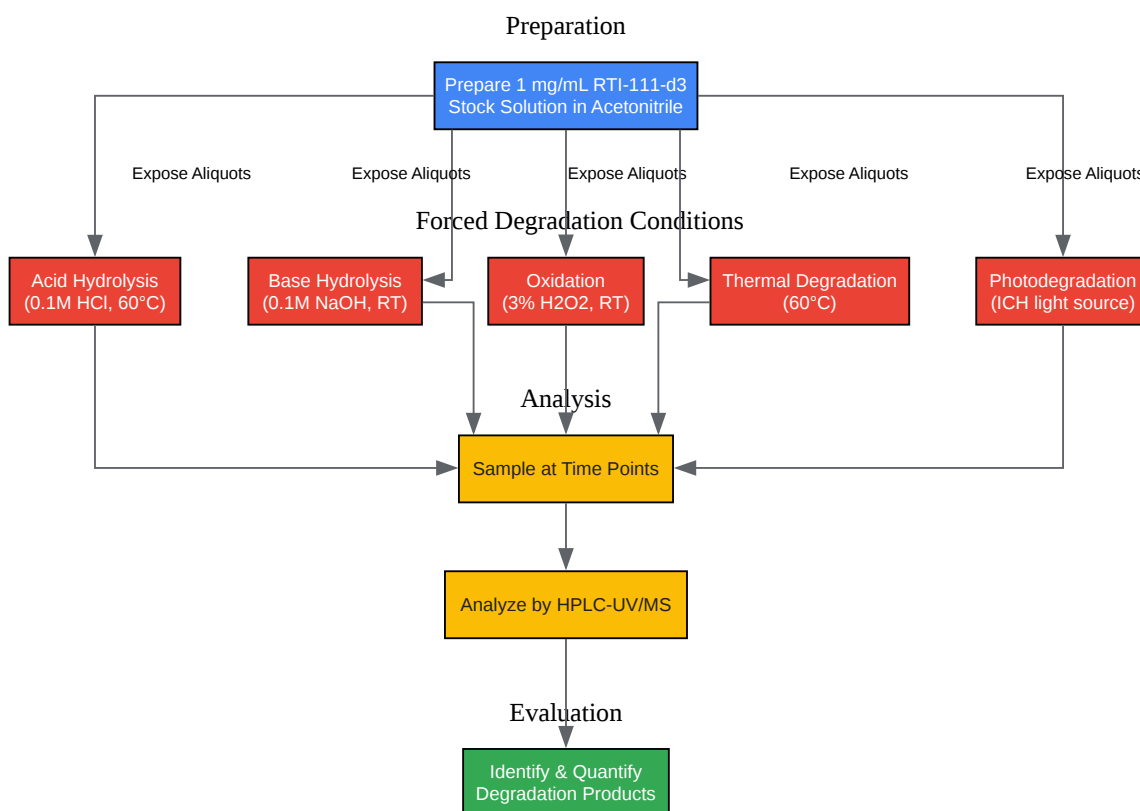 Preparation
Prepare 1 mg/mL RTI-111-d3
Stock Solution in Acetonitrile
Expose Aliquots
Expose Aliquots
Expose Aliquots
Expose Aliquots
Expose Aliquots
Forced Degradation Conditions
Acid Hydrolysis
(0.1M HCl, 60°C)
Base Hydrolysis
(0.1M NaOH, RT)
Oxidation
(3% H2O2, RT)
Thermal Degradation
(60°C)
Photodegradation
(ICH light source)
Analysis
Sample at Time Points
Analyze by HPLC-UV/MS
Evaluation
Identify & Quantify
Degradation Products